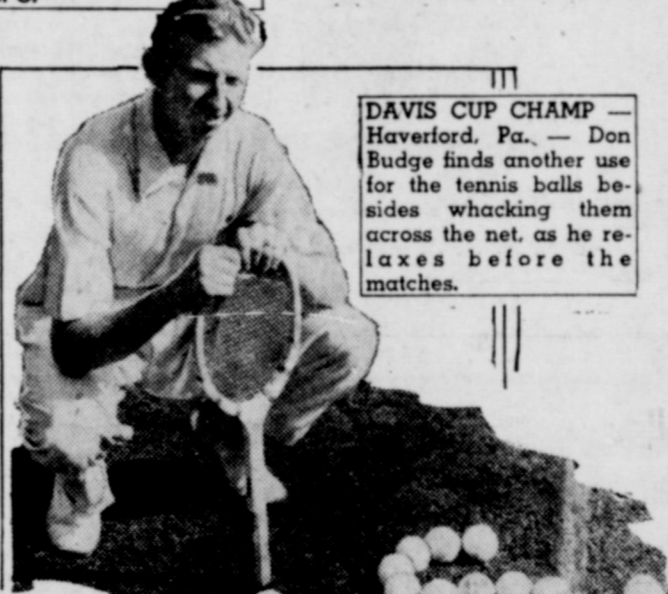 DAVIS CUP CHAMP —
Haverford, Pa., — Don
Budge finds another use
for the tennis balls be-
sides whacking them
across the net, as he re-
laxes before the
matches.